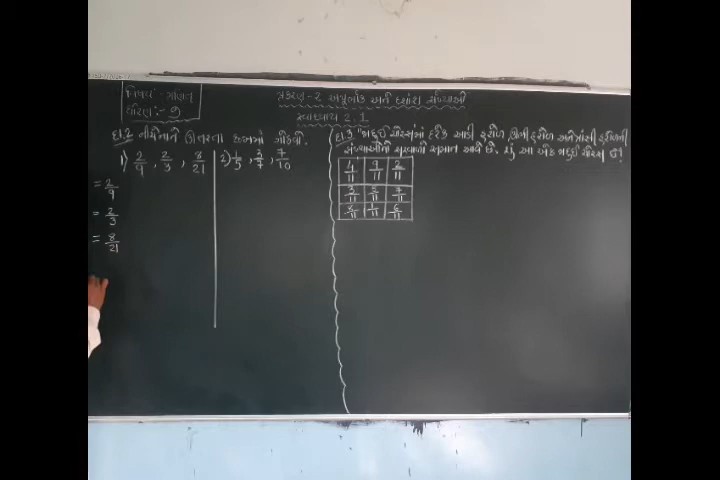 વિષય - ગણિત
ધોરણ :- 7
પ્રકરણ - ૨ અપૂર્ણાંક અને દશાંશ સંખ્યાઓ
સ્વાધ્યાય 2.1
દા.2 નીચેનાને ઊતરતા ક્રમમાં ગોઠવો.
1) 2/9 , 2/3 , 8/21
= 2/9
= 2/3
= 8/21
2) 1/5 , 3/7 , 7/10
દા.3 "જાદુઈ ચોરસમાં દરેક આડી હરોળ ઊભી હરોળ અને ત્રાંસી હરોળની
સંખ્યાઓનો સરવાળો સમાન આવે છે. શું આ એક જાદુઈ ચોરસ છે?
4/11 9/11 2/11
3/11 5/11 7/11
8/11 1/11 6/11